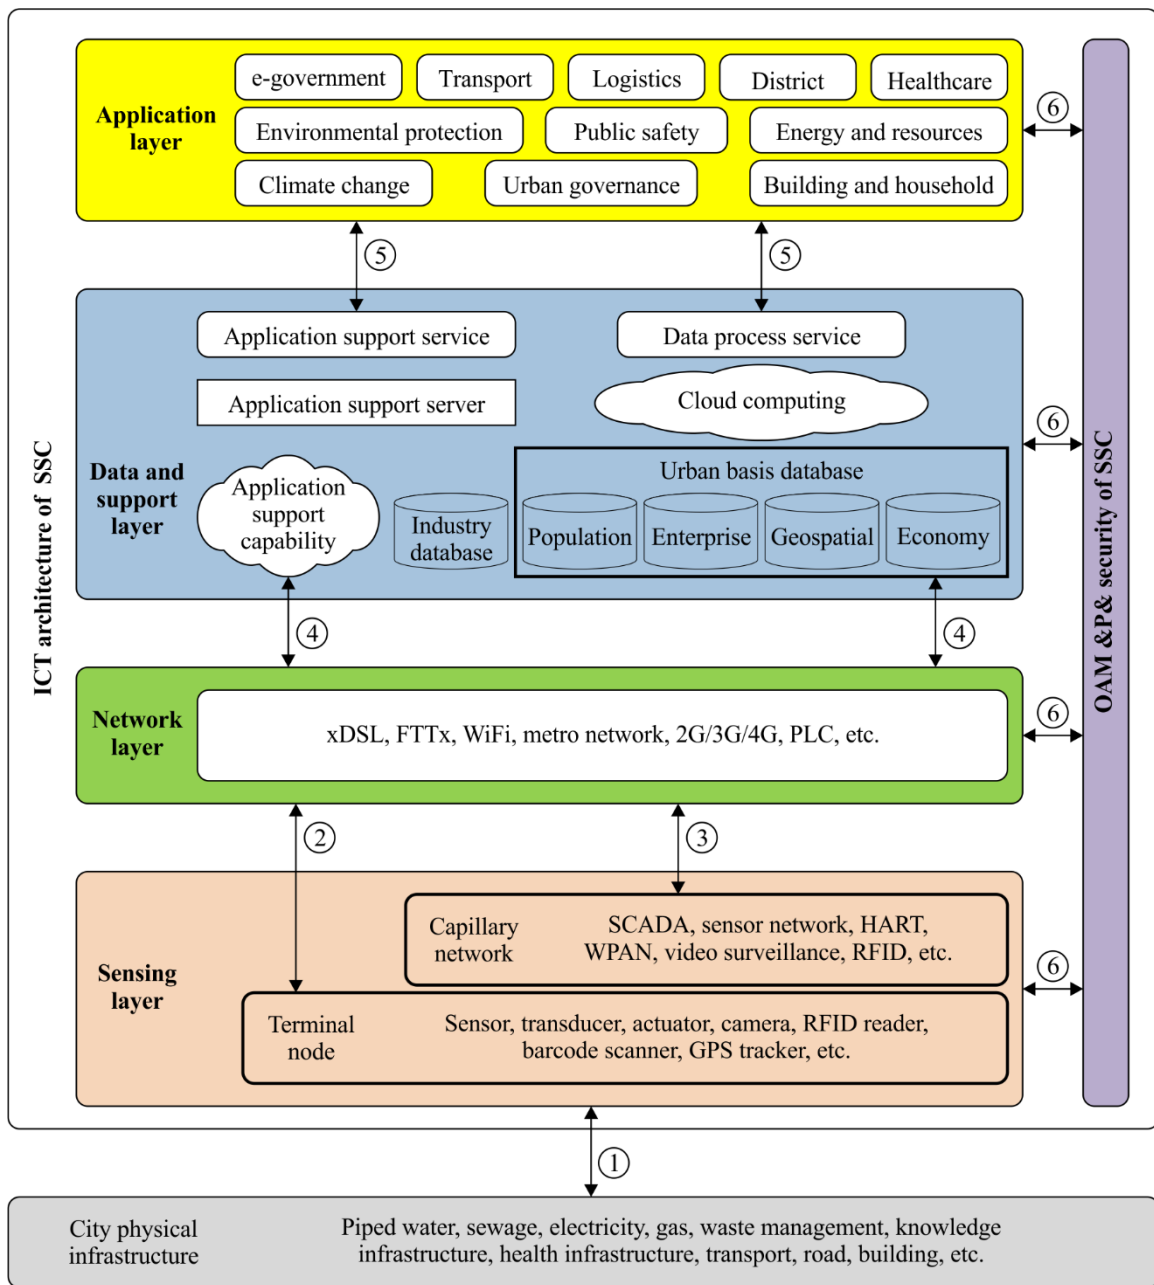 ICT architecture of SSC
Application
layer
e-government
Transport
Logistics
District
Healthcare
Environmental protection
Public safety
Energy and resources
Climate change
Urban governance
Building and household
6
5
5
Data and
support
layer
Application support service
Data process service
Application support server
Cloud computing
Application
support
capability
Industry
database
Urban basis database
Population
Enterprise
Geospatial
Economy
6
4
4
Network
layer
xDSL, FTTx, WiFi, metro network, 2G/3G/4G, PLC, etc.
6
2
3
Sensing
layer
Capillary
network
SCADA, sensor network, HART,
WPAN, video surveillance, RFID, etc.
Terminal
node
Sensor, transducer, actuator, camera, RFID reader,
barcode scanner, GPS tracker, etc.
6
OAM &P& security of SSC
1
City physical
infrastructure
Piped water, sewage, electricity, gas, waste management, knowledge
infrastructure, health infrastructure, transport, road, building, etc.